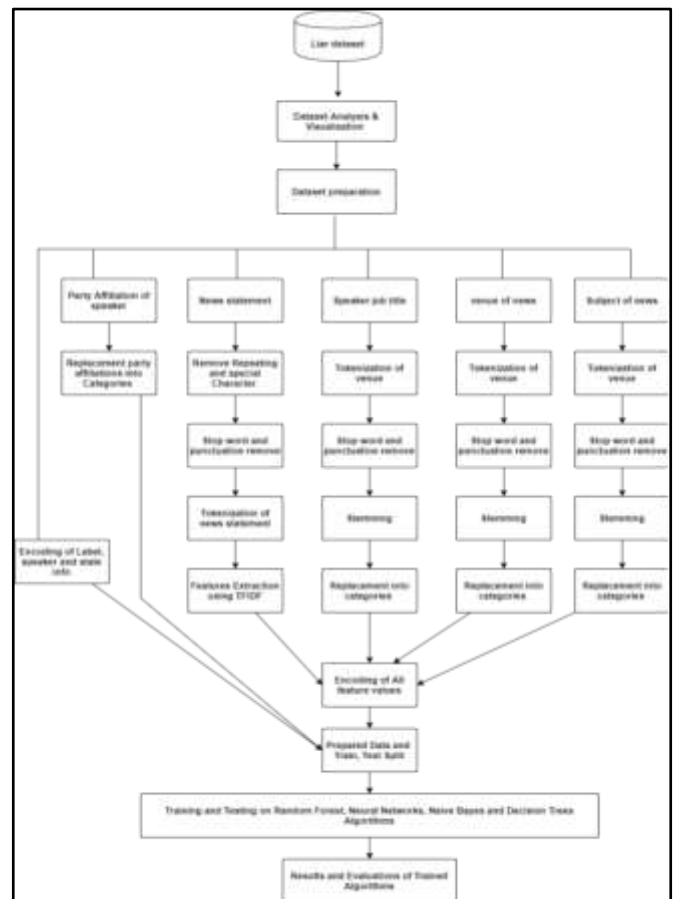 Liar dataset
Dataset Analysis &
Visualization
Dataset preparation
Party Affiliation of
speaker
News statement
Speaker job title
venue of news
Subject of news
Replacement party
affiliations into
Categories
Remove Repeating
and special
Character
Tokenization of
venue
Tokenization of
venue
Tokenization of
venue
Stop word and
punctuation remove
Stop word and
punctuation remove
Stop word and
punctuation remove
Stop word and
punctuation remove
Tokenization of
news statement
Stemming
Stemming
Stemming
Encoding of Label,
speaker and state
info
Features Extraction
using TFIDF
Replacement into
categories
Replacement into
categories
Replacement into
categories
Encoding of All
feature values
Prepared Data and
Train, Test Split
Training and Testing on Random Forest, Neural Networks, Naive Bayes and Decision Trees
Algorithms
Results and Evaluations of Trained
Algorithms